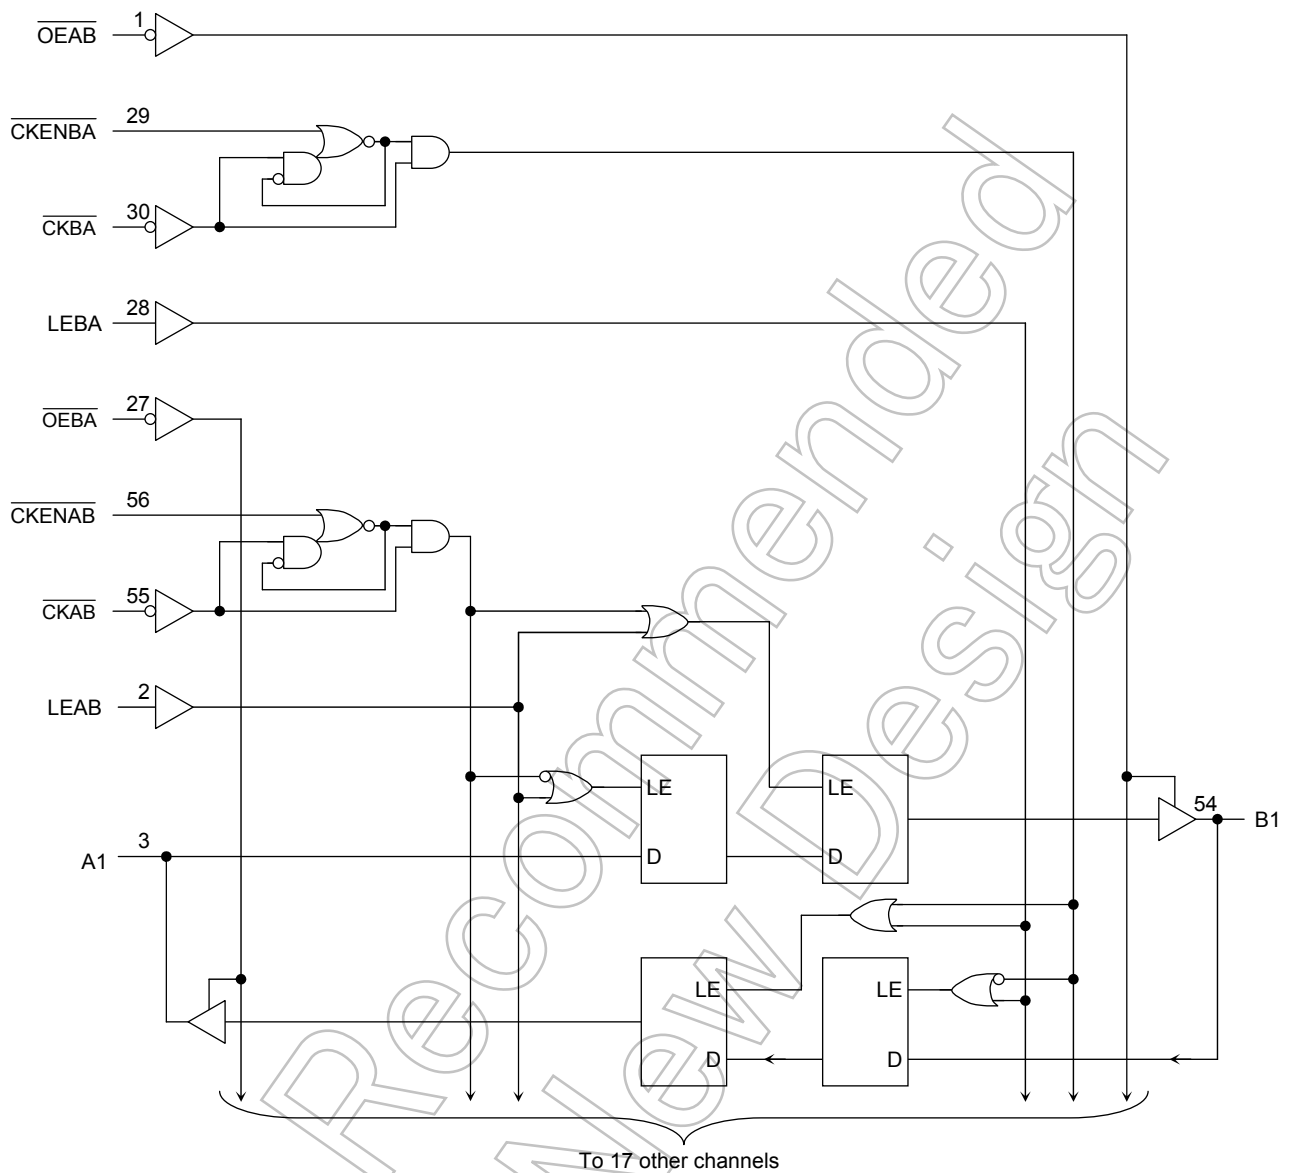 OEAB 1
CKENBA 29
CKBA 30
LEBA 28
OEBA 27
CKENAB 56
CKAB 55
LEAB 2
LE
LE
54
B1
A1 3
D
D
LE
LE
D
D
To 17 other channels
Recommended
New Design